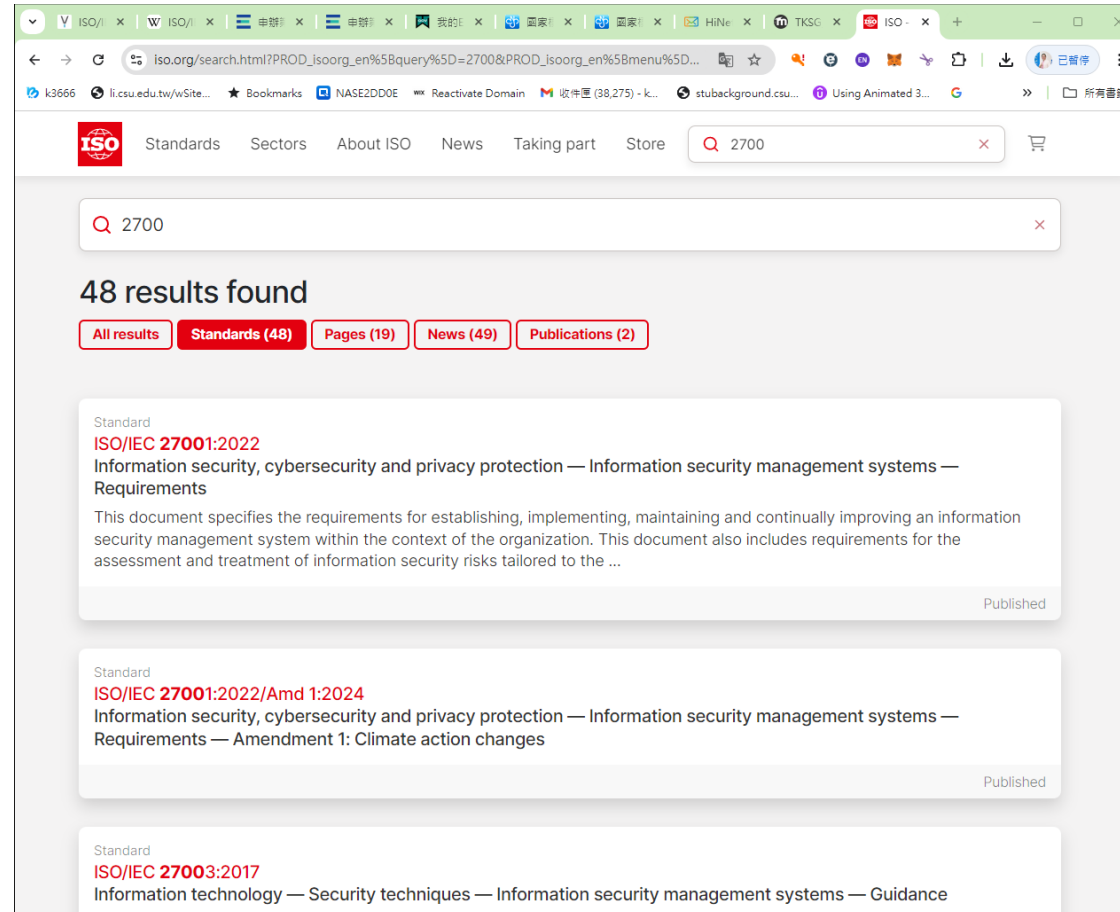 ISO/I
W ISO/I
申辦
申辦
我的E
國家
國家
HiNe
TKSG
ISO -
iso.org/search.html?PROD_isoorg_en%5Bquery%5D=2700&PROD_isoorg_en%5Bmenu%5D...
EN
已暫停
k3666
li.csu.edu.tw/wSite...
Bookmarks
NASE2DD0E
WIX Reactivate Domain
收件匣 (38,275) - k...
stubackground.csu...
Using Animated 3...
所有書
ISO
Standards
Sectors
About ISO
News
Taking part
Store
2700
2700
48 results found
All results
Standards (48)
Pages (19)
News (49)
Publications (2)
Standard
ISO/IEC 27001:2022
Information security, cybersecurity and privacy protection — Information security management systems —
Requirements
This document specifies the requirements for establishing, implementing, maintaining and continually improving an information
security management system within the context of the organization. This document also includes requirements for the
assessment and treatment of information security risks tailored to the ...
Published
Standard
ISO/IEC 27001:2022/Amd 1:2024
Information security, cybersecurity and privacy protection — Information security management systems —
Requirements — Amendment 1: Climate action changes
Published
Standard
ISO/IEC 27003:2017
Information technology — Security techniques — Information security management systems — Guidance